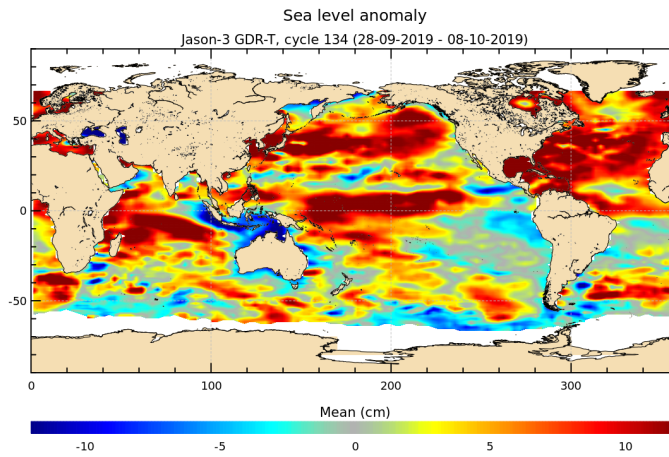 Sea level anomaly
Jason-3 GDR-T, cycle 134 (28-09-2019 - 08-10-2019)
50
0
-50
0 100 200 300
Mean (cm)
-10 -5 0 5 10